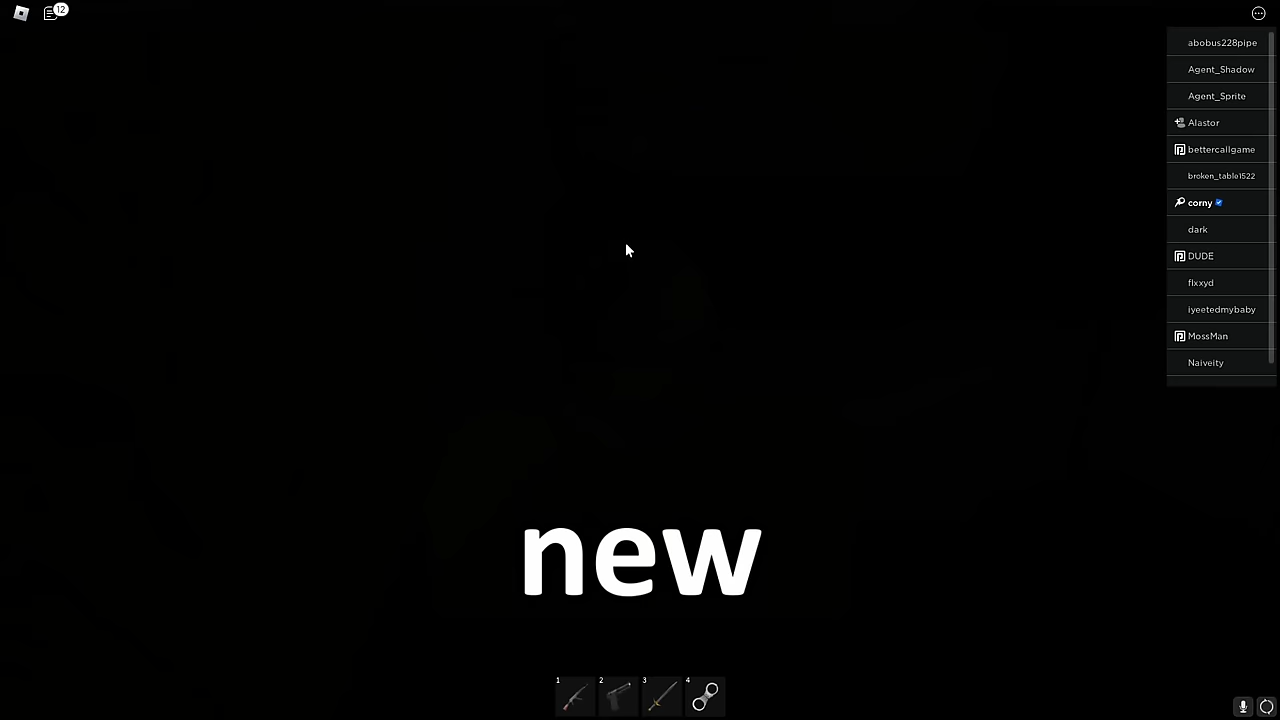 12
abobus228pipe
Agent_Shadow
Agent_Sprite
Alastor
bettercallgame
broken_table1522
corny
dark
DUDE
flxxyd
iyeetedmybaby
MossMan
Naiveity
new
1 2 3 4